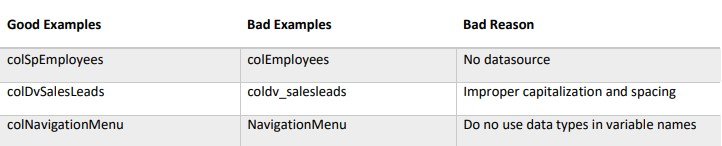 Good Examples Bad Examples Bad Reason
colSpEmployees colEmployees No datasource
colDvSalesLeads coldv_salesleads Improper capitalization and spacing
colNavigationMenu NavigationMenu Do no use data types in variable names